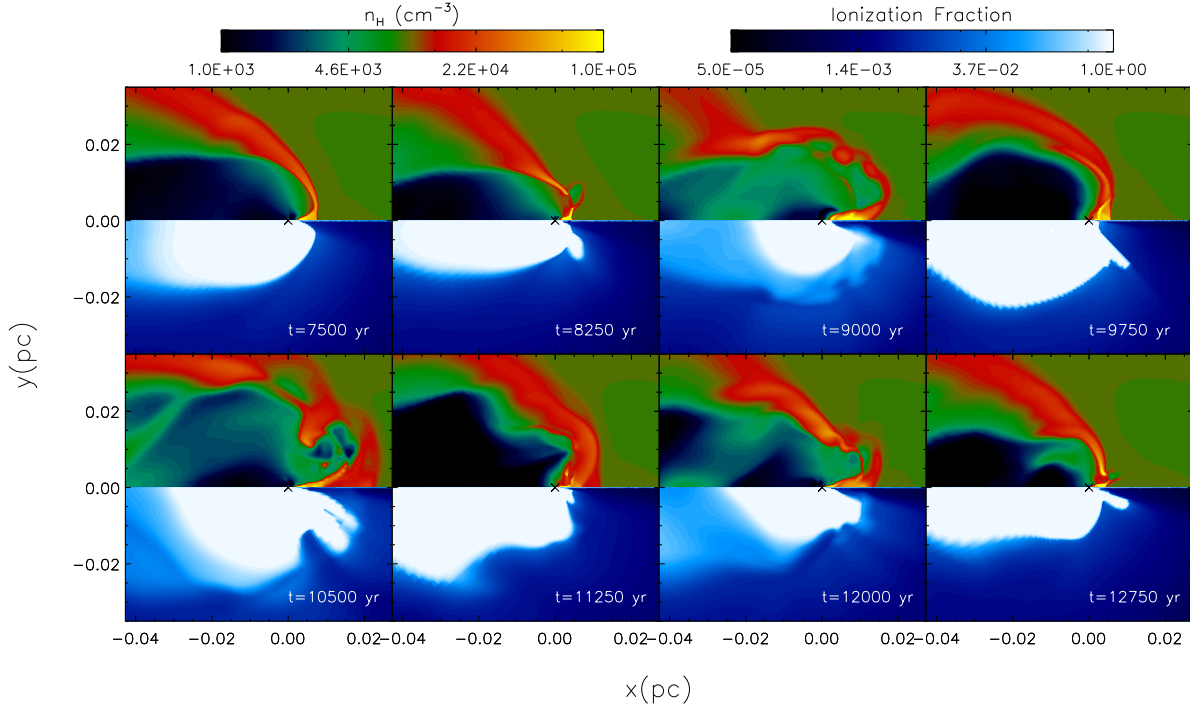 n_H (cm^-3) Ionization Fraction
1.0E+03 4.6E+03 2.2E+04 1.0E+05 5.0E-05 1.4E-03 3.7E-02 1.0E+00
0.02
0.00
-0.02
t=7500 yr t=8250 yr t=9000 yr t=9750 yr
y(pc)
0.02
0.00
-0.02
t=10500 yr t=11250 yr t=12000 yr t=12750 yr
-0.04 -0.02 0.00 0.02 -0.02 0.00 0.02 -0.04 -0.02 0.00 0.02 -0.02 0.00 0.02
x(pc)